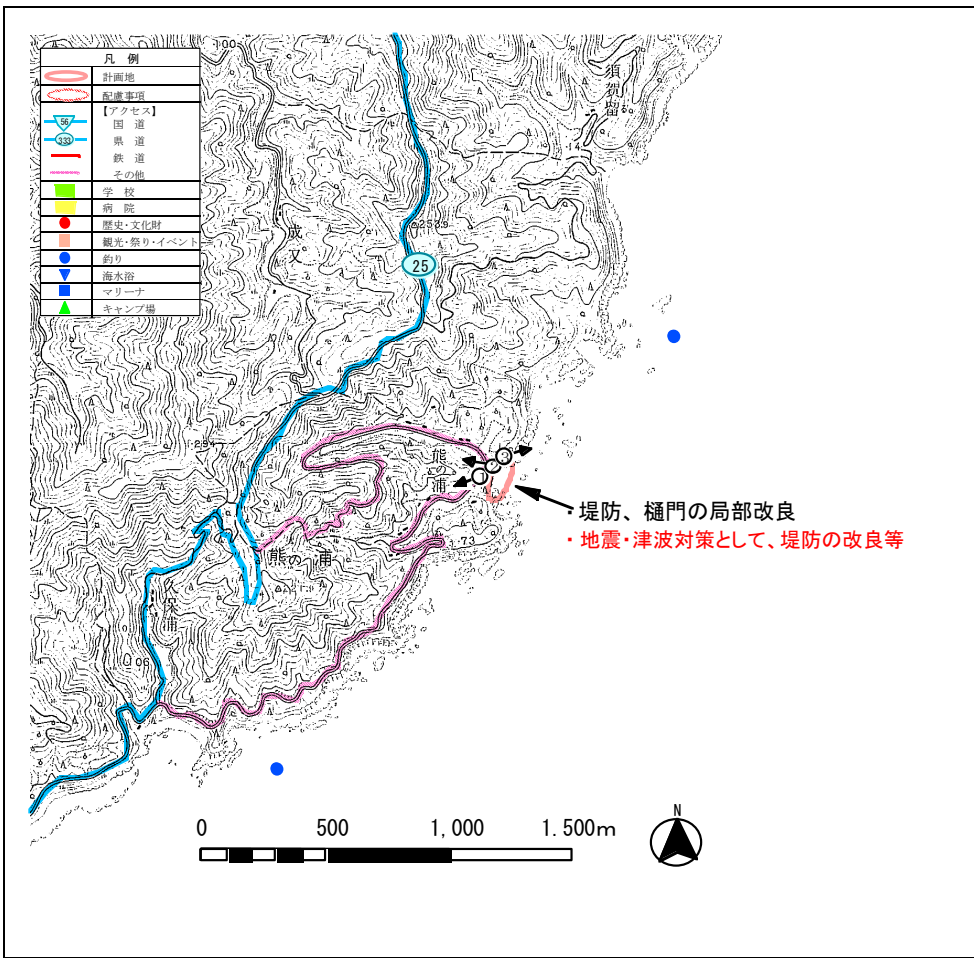 凡 例
計画地
配慮事項
【アクセス】
56
国 道
333
県 道
鉄 道
その他
学 校
病 院
歴史・文化財
観光・祭り・イベント
釣り
海水浴
マリーナ
キャンプ場
須賀留
成又
25
熊の浦
1
2
3
・堤防、樋門の局部改良
・地震・津波対策として、堤防の改良等
熊の浦
久保浦
0 500 1,000 1.500m
N